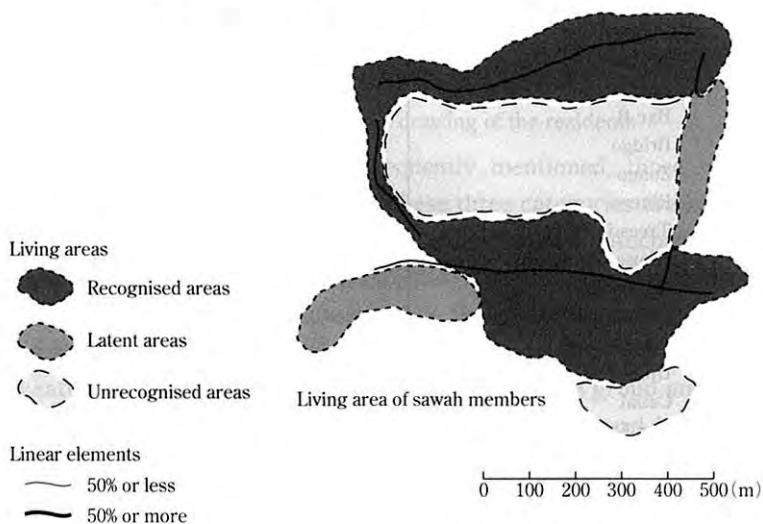 Living areas
Recognised areas
Latent areas
Unrecognised areas
Living area of sawah members
Linear elements
50% or less
50% or more
0 100 200 300 400 500 (m)